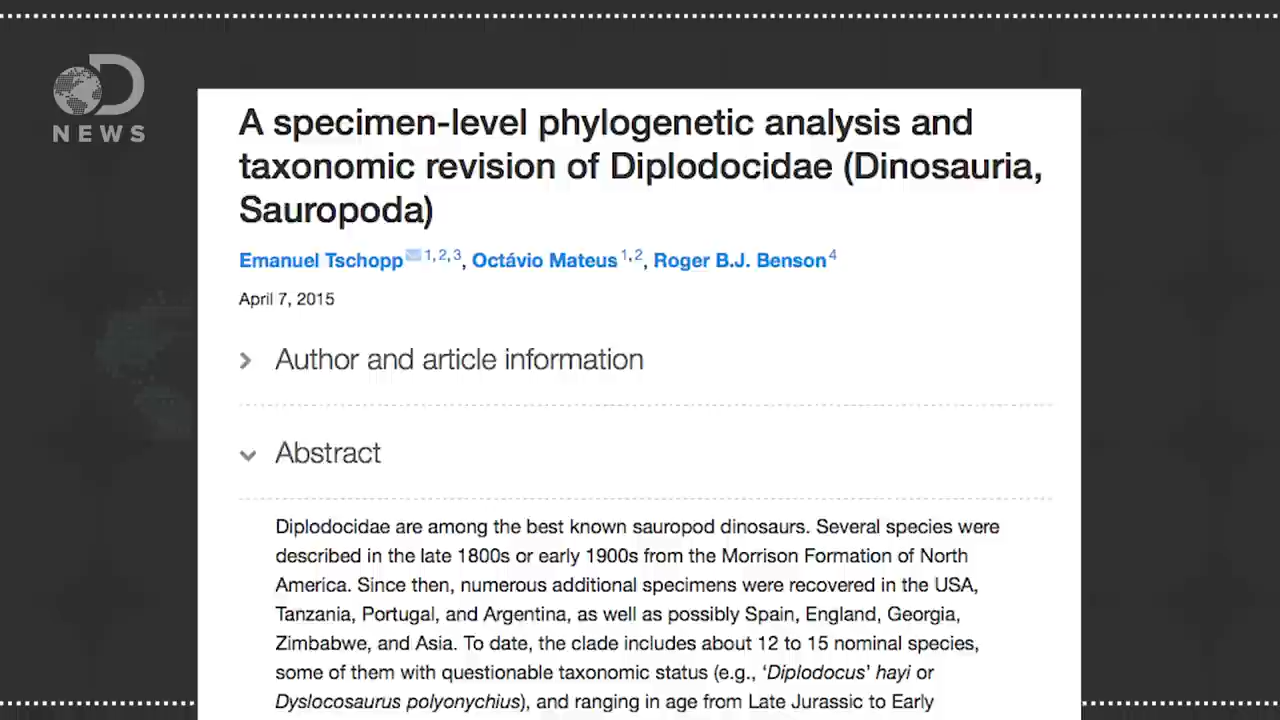 NEWS
A specimen-level phylogenetic analysis and
taxonomic revision of Diplodocidae (Dinosauria,
Sauropoda)
Emanuel Tschopp 1,2,3, Octávio Mateus 1,2, Roger B.J. Benson 4
April 7, 2015
Author and article information
Abstract
Diplodocidae are among the best known sauropod dinosaurs. Several species were
described in the late 1800s or early 1900s from the Morrison Formation of North
America. Since then, numerous additional specimens were recovered in the USA,
Tanzania, Portugal, and Argentina, as well as possibly Spain, England, Georgia,
Zimbabwe, and Asia. To date, the clade includes about 12 to 15 nominal species,
some of them with questionable taxonomic status (e.g., ‘Diplodocus’ hayi or
Dyslocosaurus polyonychius), and ranging in age from Late Jurassic to Early